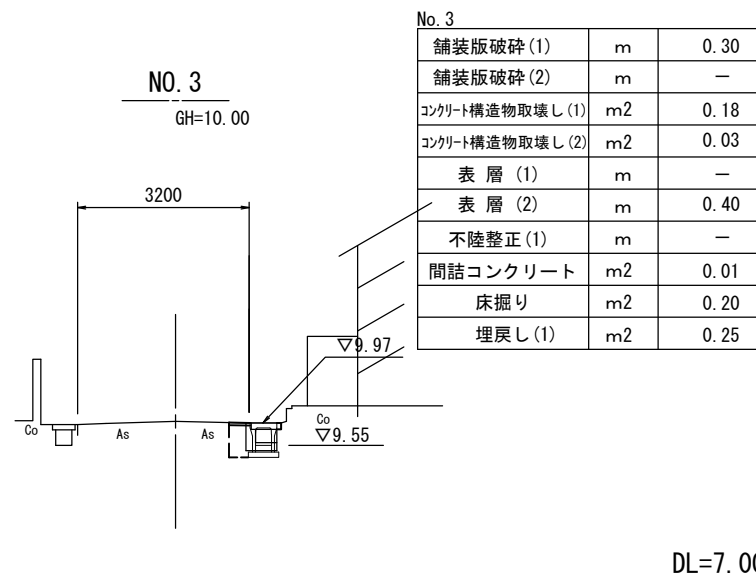 No. 3
舗装版破砕(1) m 0.30
舗装版破砕(2) m −
コンクリート構造物取壊し(1) m2 0.18
コンクリート構造物取壊し(2) m2 0.03
表 層 (1) m −
表 層 (2) m 0.40
不陸整正(1) m −
間詰コンクリート m2 0.01
床掘り m2 0.20
埋戻し(1) m2 0.25
NO. 3
GH=10.00
3200
▽9.97
Co
▽9.55
Co
As
As
DL=7.00